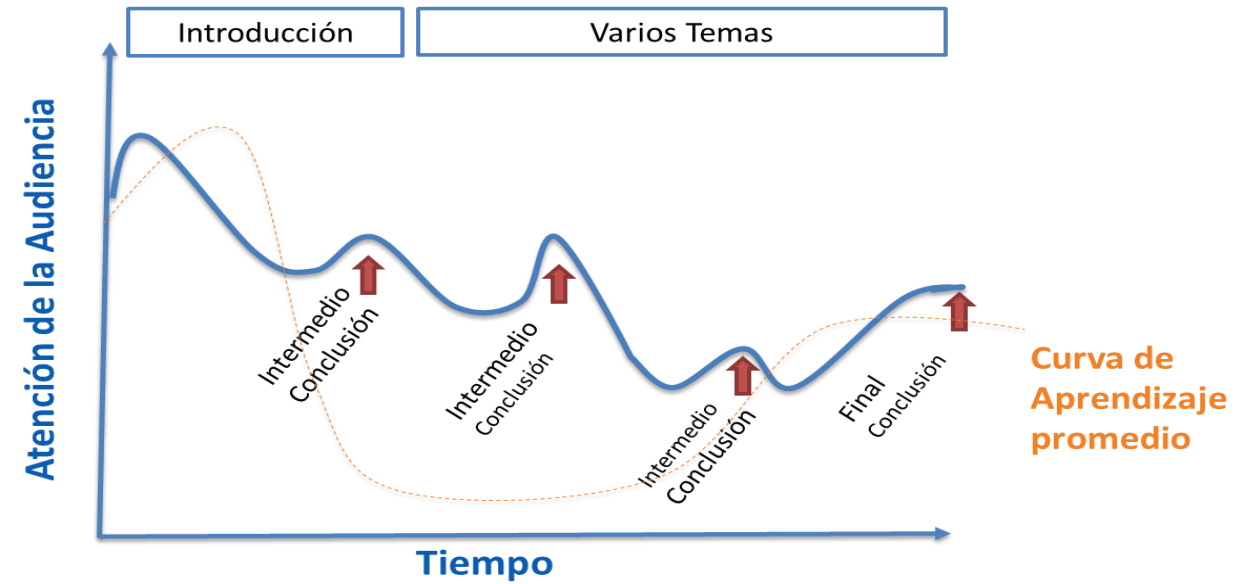 Introducción
Varios Temas
Atención de la Audiencia
Intermedio
Conclusión
Intermedio
Conclusión
Intermedio
Conclusión
Final
Conclusión
Curva de
Aprendizaje
promedio
Tiempo